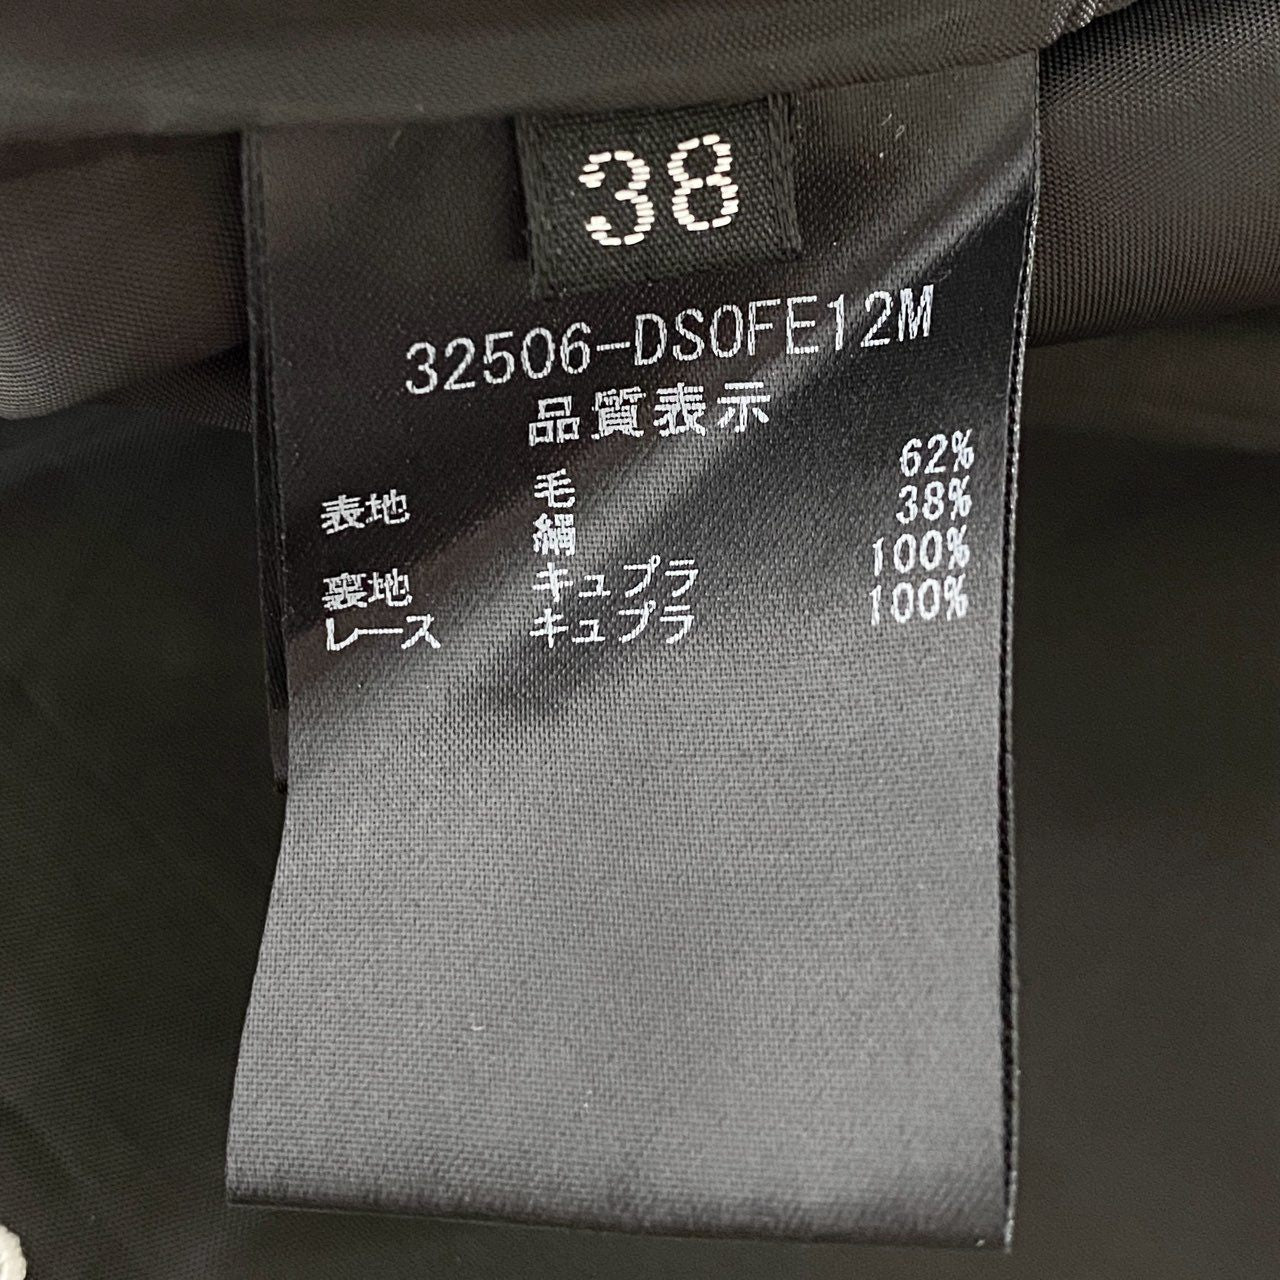 38
32506-DSOFE12M
品質表示
表地 毛 62%
絹 38%
裏地 キュプラ 100%
レース キュプラ 100%